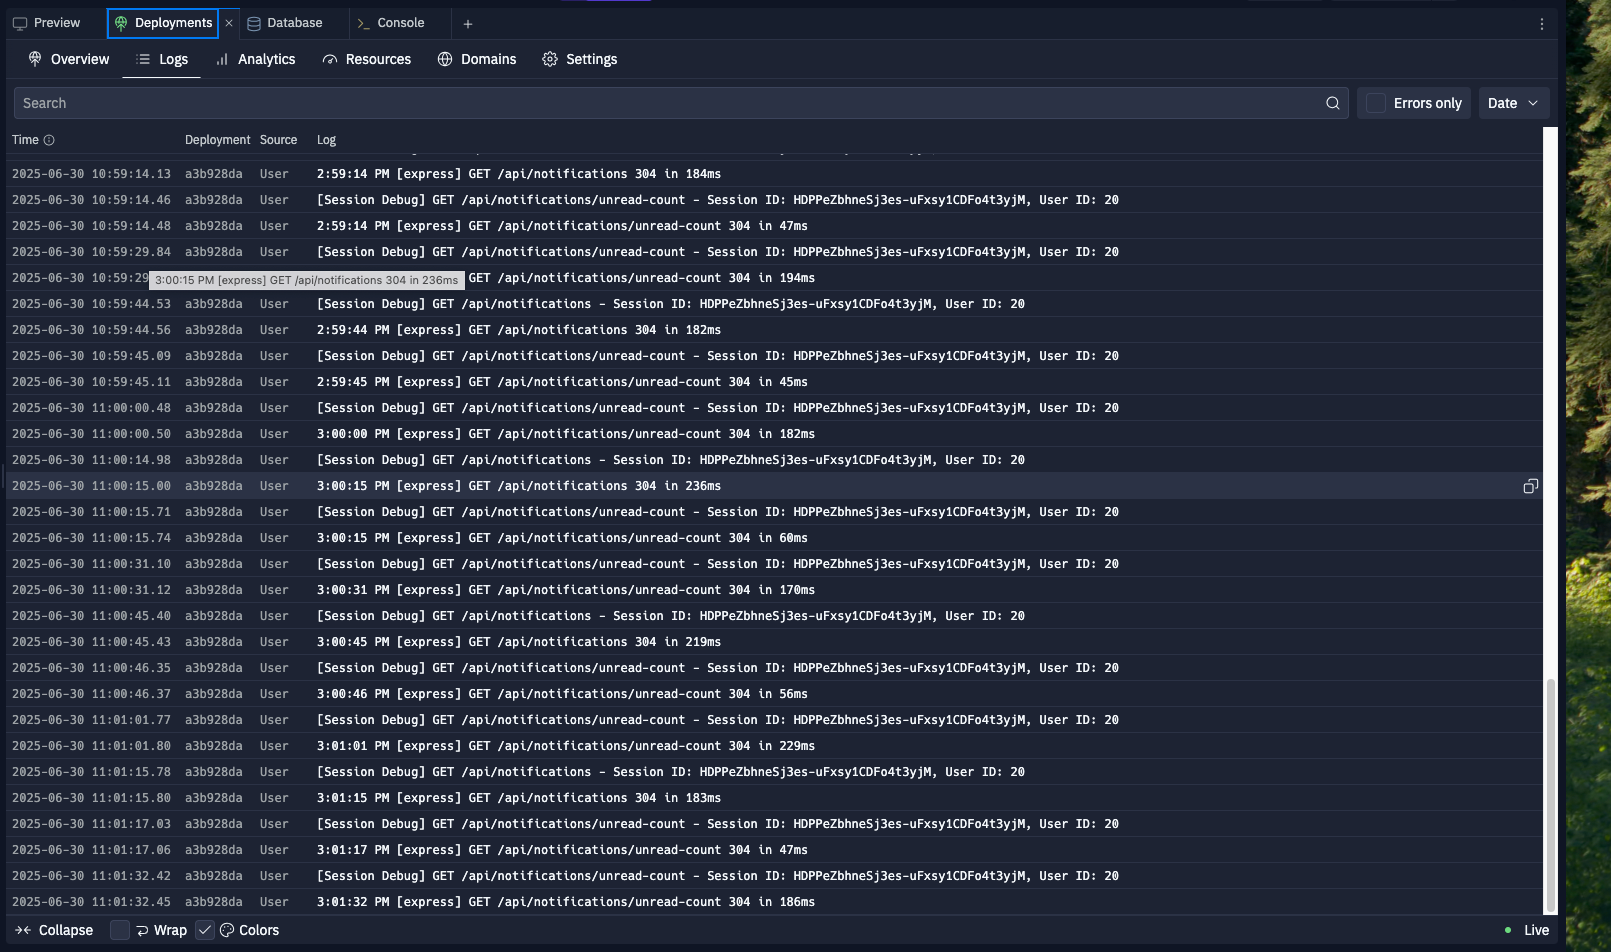 Preview Deployments × Database Console +
Overview Logs Analytics Resources Domains Settings
Search Errors only Date
Time Deployment Source Log
2025-06-30 10:59:14.13 a3b928da User 2:59:14 PM [express] GET /api/notifications 304 in 184ms
2025-06-30 10:59:14.46 a3b928da User [Session Debug] GET /api/notifications/unread-count - Session ID: HDPPeZbhneSj3es-uFxsy1CDFo4t3yjM, User ID: 20
2025-06-30 10:59:14.48 a3b928da User 2:59:14 PM [express] GET /api/notifications/unread-count 304 in 47ms
2025-06-30 10:59:29.84 a3b928da User [Session Debug] GET /api/notifications/unread-count - Session ID: HDPPeZbhneSj3es-uFxsy1CDFo4t3yjM, User ID: 20
2025-06-30 10:59:29 3:00:15 PM [express] GET /api/notifications 304 in 236ms GET /api/notifications/unread-count 304 in 194ms
2025-06-30 10:59:44.53 a3b928da User [Session Debug] GET /api/notifications - Session ID: HDPPeZbhneSj3es-uFxsy1CDFo4t3yjM, User ID: 20
2025-06-30 10:59:44.56 a3b928da User 2:59:44 PM [express] GET /api/notifications 304 in 182ms
2025-06-30 10:59:45.09 a3b928da User [Session Debug] GET /api/notifications/unread-count - Session ID: HDPPeZbhneSj3es-uFxsy1CDFo4t3yjM, User ID: 20
2025-06-30 10:59:45.11 a3b928da User 2:59:45 PM [express] GET /api/notifications/unread-count 304 in 45ms
2025-06-30 11:00:00.48 a3b928da User [Session Debug] GET /api/notifications/unread-count - Session ID: HDPPeZbhneSj3es-uFxsy1CDFo4t3yjM, User ID: 20
2025-06-30 11:00:00.50 a3b928da User 3:00:00 PM [express] GET /api/notifications/unread-count 304 in 182ms
2025-06-30 11:00:14.98 a3b928da User [Session Debug] GET /api/notifications - Session ID: HDPPeZbhneSj3es-uFxsy1CDFo4t3yjM, User ID: 20
2025-06-30 11:00:15.00 a3b928da User 3:00:15 PM [express] GET /api/notifications 304 in 236ms
2025-06-30 11:00:15.71 a3b928da User [Session Debug] GET /api/notifications/unread-count - Session ID: HDPPeZbhneSj3es-uFxsy1CDFo4t3yjM, User ID: 20
2025-06-30 11:00:15.74 a3b928da User 3:00:15 PM [express] GET /api/notifications/unread-count 304 in 60ms
2025-06-30 11:00:31.10 a3b928da User [Session Debug] GET /api/notifications/unread-count - Session ID: HDPPeZbhneSj3es-uFxsy1CDFo4t3yjM, User ID: 20
2025-06-30 11:00:31.12 a3b928da User 3:00:31 PM [express] GET /api/notifications/unread-count 304 in 170ms
2025-06-30 11:00:45.40 a3b928da User [Session Debug] GET /api/notifications - Session ID: HDPPeZbhneSj3es-uFxsy1CDFo4t3yjM, User ID: 20
2025-06-30 11:00:45.43 a3b928da User 3:00:45 PM [express] GET /api/notifications 304 in 219ms
2025-06-30 11:00:46.35 a3b928da User [Session Debug] GET /api/notifications/unread-count - Session ID: HDPPeZbhneSj3es-uFxsy1CDFo4t3yjM, User ID: 20
2025-06-30 11:00:46.37 a3b928da User 3:00:46 PM [express] GET /api/notifications/unread-count 304 in 56ms
2025-06-30 11:01:01.77 a3b928da User [Session Debug] GET /api/notifications/unread-count - Session ID: HDPPeZbhneSj3es-uFxsy1CDFo4t3yjM, User ID: 20
2025-06-30 11:01:01.80 a3b928da User 3:01:01 PM [express] GET /api/notifications/unread-count 304 in 229ms
2025-06-30 11:01:15.78 a3b928da User [Session Debug] GET /api/notifications - Session ID: HDPPeZbhneSj3es-uFxsy1CDFo4t3yjM, User ID: 20
2025-06-30 11:01:15.80 a3b928da User 3:01:15 PM [express] GET /api/notifications 304 in 183ms
2025-06-30 11:01:17.03 a3b928da User [Session Debug] GET /api/notifications/unread-count - Session ID: HDPPeZbhneSj3es-uFxsy1CDFo4t3yjM, User ID: 20
2025-06-30 11:01:17.06 a3b928da User 3:01:17 PM [express] GET /api/notifications/unread-count 304 in 47ms
2025-06-30 11:01:32.42 a3b928da User [Session Debug] GET /api/notifications/unread-count - Session ID: HDPPeZbhneSj3es-uFxsy1CDFo4t3yjM, User ID: 20
2025-06-30 11:01:32.45 a3b928da User 3:01:32 PM [express] GET /api/notifications/unread-count 304 in 186ms
Collapse Wrap Colors Live